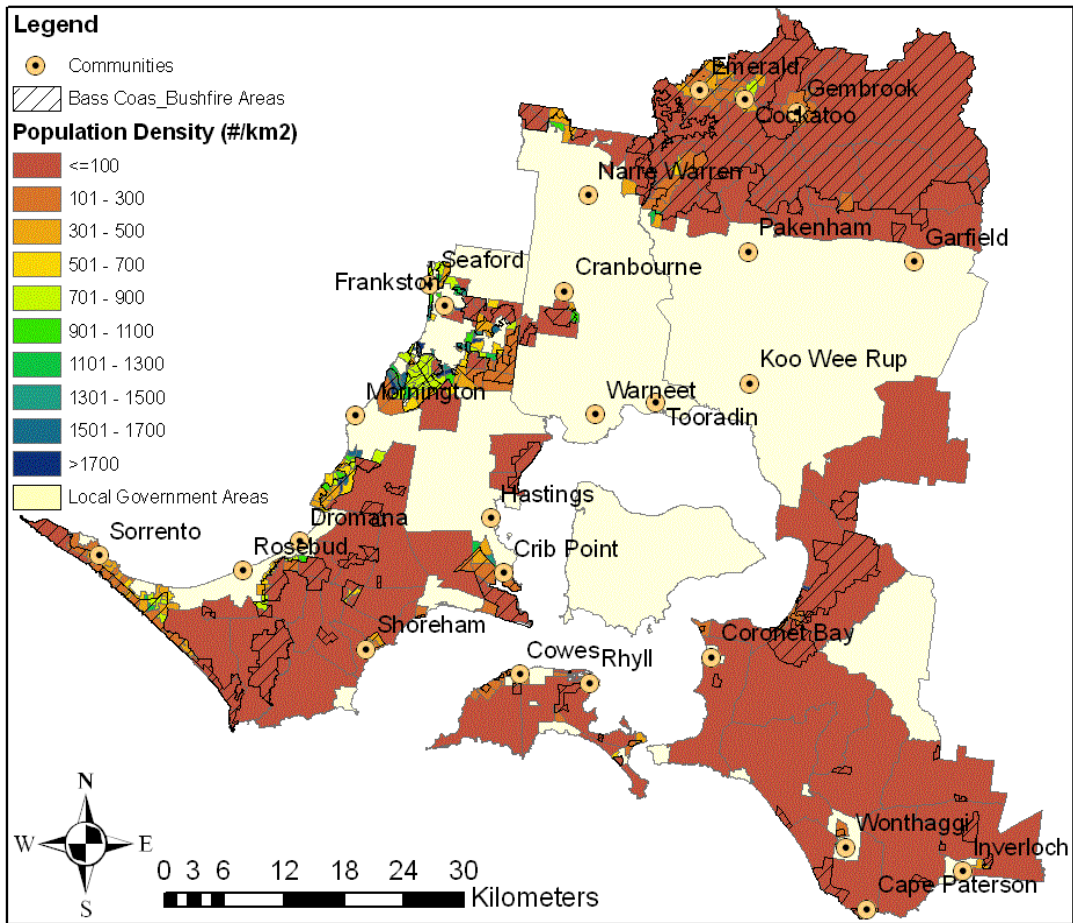 Legend
Communities
Bass Coas_Bushfire Areas
Population Density (#/km2)
<=100
101 - 300
301 - 500
501 - 700
701 - 900
901 - 1100
1101 - 1300
1301 - 1500
1501 - 1700
>1700
Local Government Areas
Emerald
Gembrook
Cockatoo
Narre Warren
Pakenham
Garfield
Seaford
Cranbourne
Frankston
Koo Wee Rup
Mornington
Warneet
Tooradin
Hastings
Dromana
Sorrento
Rosebud
Crib Point
Shoreham
Coronet Bay
Cowes
Rhyll
Wonthaggi
Inverloch
Cape Paterson
N
W
E
S
0 3 6 12 18 24 30
Kilometers